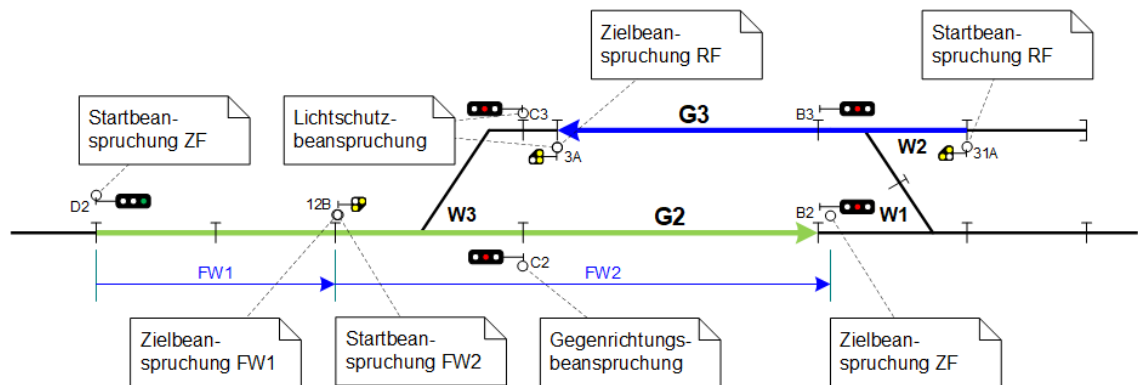 Zielbean-
spruchung RF
Startbean-
spruchung RF
Startbean-
spruchung ZF
Lichtschutz-
beanspruchung
C3
G3
B3
3A
W2
31A
D2
12B
W3
G2
B2
W1
C2
FW1
FW2
Zielbean-
spruchung FW1
Startbean-
spruchung FW2
Gegenrichtungs-
beanspruchung
Zielbean-
spruchung ZF